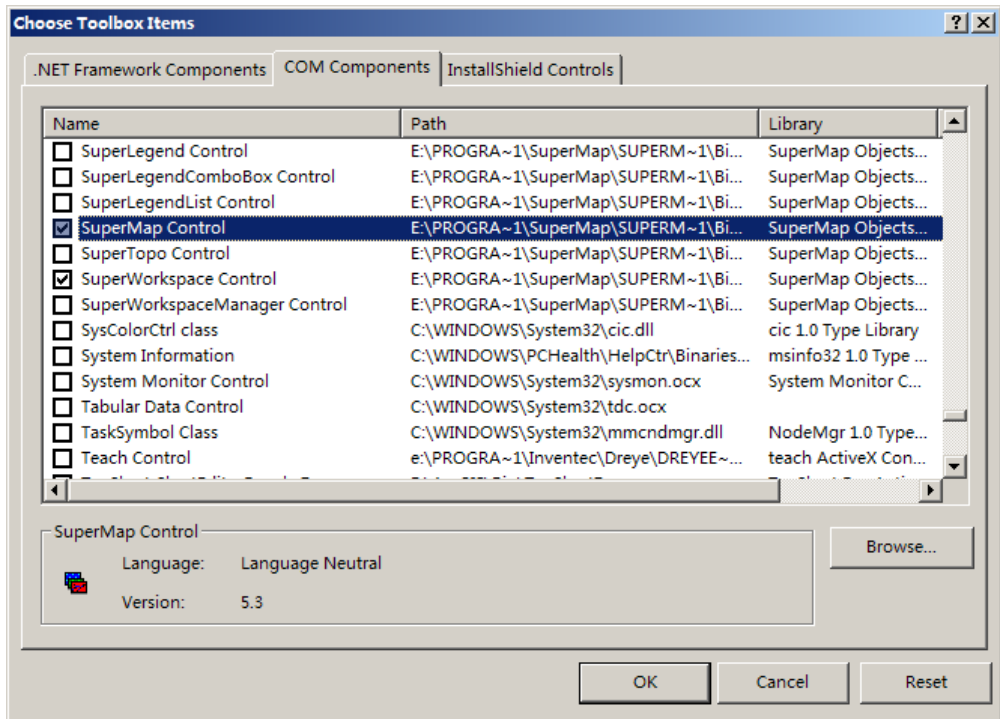 Choose Toolbox Items
.NET Framework Components COM Components InstallShield Controls
Name Path Library
SuperLegend Control E:\PROGRA~1\SuperMap\SUPERM~1\Bi... SuperMap Objects...
SuperLegendComboBox Control E:\PROGRA~1\SuperMap\SUPERM~1\Bi... SuperMap Objects...
SuperLegendList Control E:\PROGRA~1\SuperMap\SUPERM~1\Bi... SuperMap Objects...
SuperMap Control E:\PROGRA~1\SuperMap\SUPERM~1\Bi... SuperMap Objects...
SuperTopo Control E:\PROGRA~1\SuperMap\SUPERM~1\Bi... SuperMap Objects...
SuperWorkspace Control E:\PROGRA~1\SuperMap\SUPERM~1\Bi... SuperMap Objects...
SuperWorkspaceManager Control E:\PROGRA~1\SuperMap\SUPERM~1\Bi... SuperMap Objects...
SysColorCtrl class C:\WINDOWS\System32\cic.dll cic 1.0 Type Library
System Information C:\WINDOWS\PCHealth\HelpCtr\Binaries... msinfo32 1.0 Type ...
System Monitor Control C:\WINDOWS\System32\sysmon.ocx System Monitor C...
Tabular Data Control C:\WINDOWS\System32\tdc.ocx
TaskSymbol Class C:\WINDOWS\System32\mmcndmgr.dll NodeMgr 1.0 Type...
Teach Control e:\PROGRA~1\Inventec\Dreye\DREYEE~... teach ActiveX Con...
SuperMap Control
Browse...
Language: Language Neutral
Version: 5.3
OK Cancel Reset